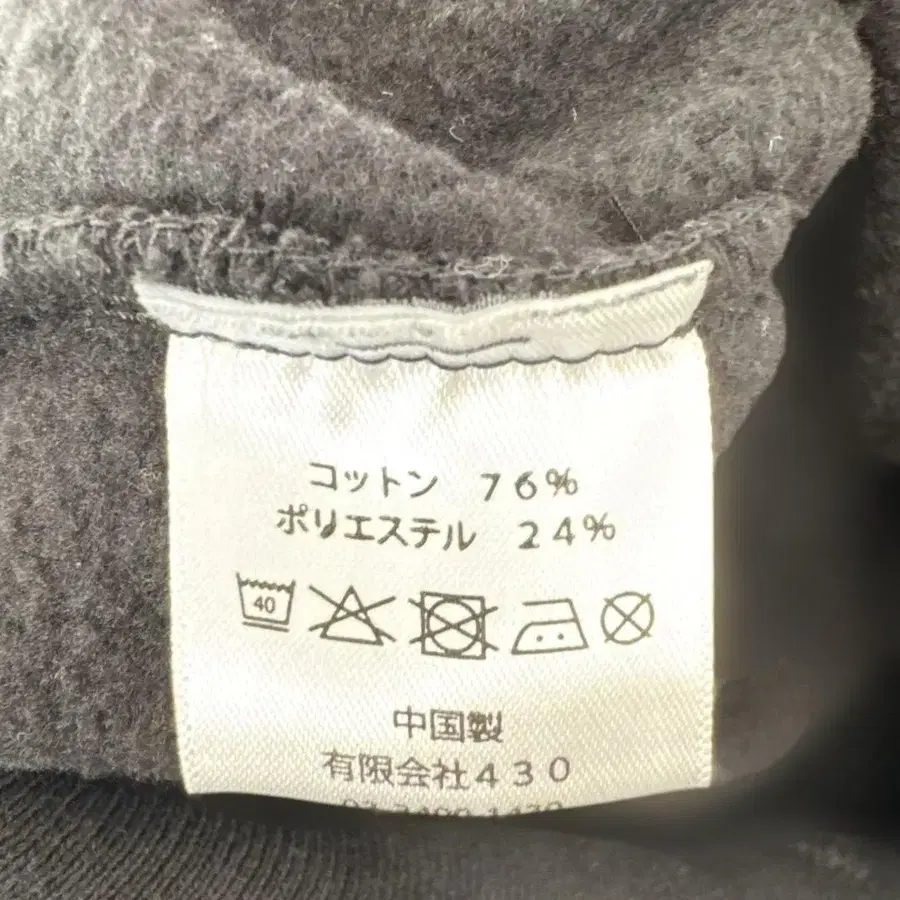 コットン 76%
ポリエステル 24%
40
中国製
有限会社430